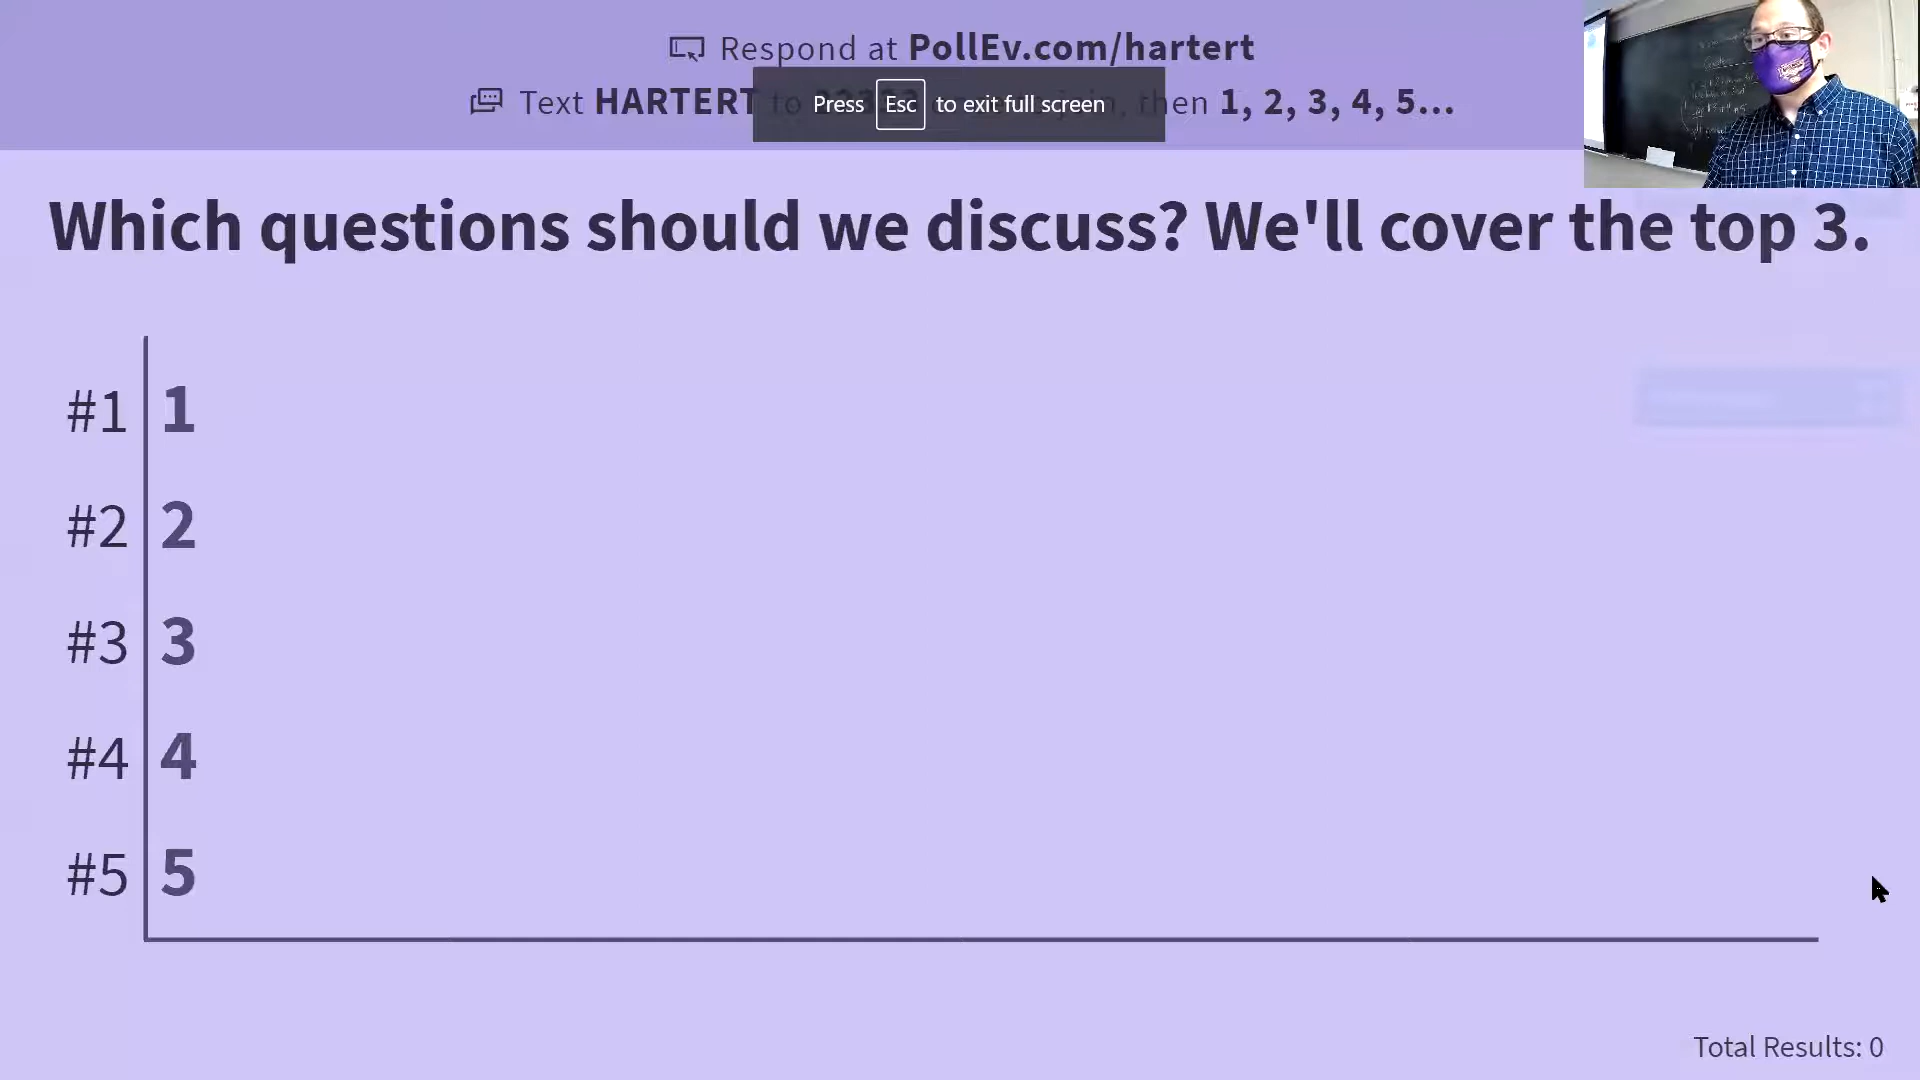 Respond at PollEv.com/hartert
Text HARTERT to join, then 1, 2, 3, 4, 5...
Press Esc to exit full screen
Which questions should we discuss? We'll cover the top 3.
#1 1
#2 2
#3 3
#4 4
#5 5
Total Results: 0